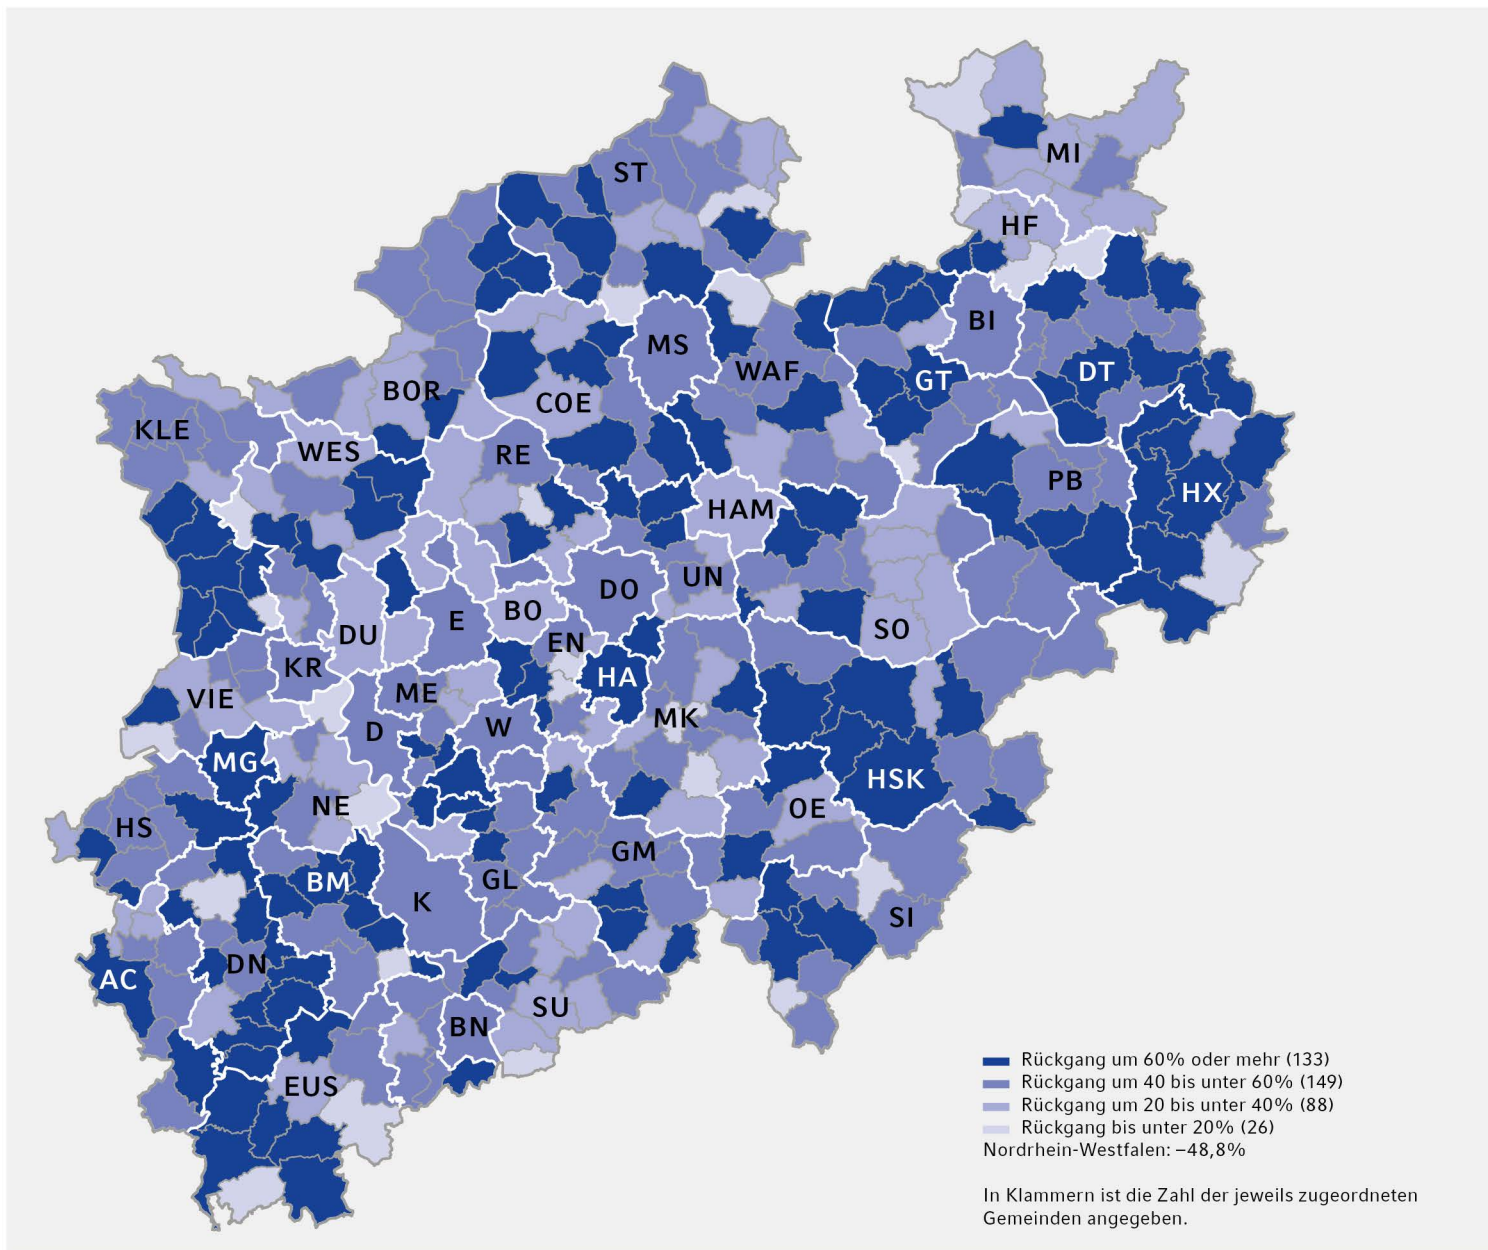 ST
MI
HF
BI
MS
WAF
GT
DT
BOR
COE
KLE
WES
RE
PB
HX
HAM
DO
UN
E
BO
SO
DU
EN
KR
HA
ME
VIE
D
W
MK
MG
HSK
NE
OE
HS
GM
BM
GL
K
SI
DN
AC
SU
BN
EUS
Rückgang um 60% oder mehr (133)
Rückgang um 40 bis unter 60% (149)
Rückgang um 20 bis unter 40% (88)
Rückgang bis unter 20% (26)
Nordrhein-Westfalen: –48,8%
In Klammern ist die Zahl der jeweils zugeordneten
Gemeinden angegeben.